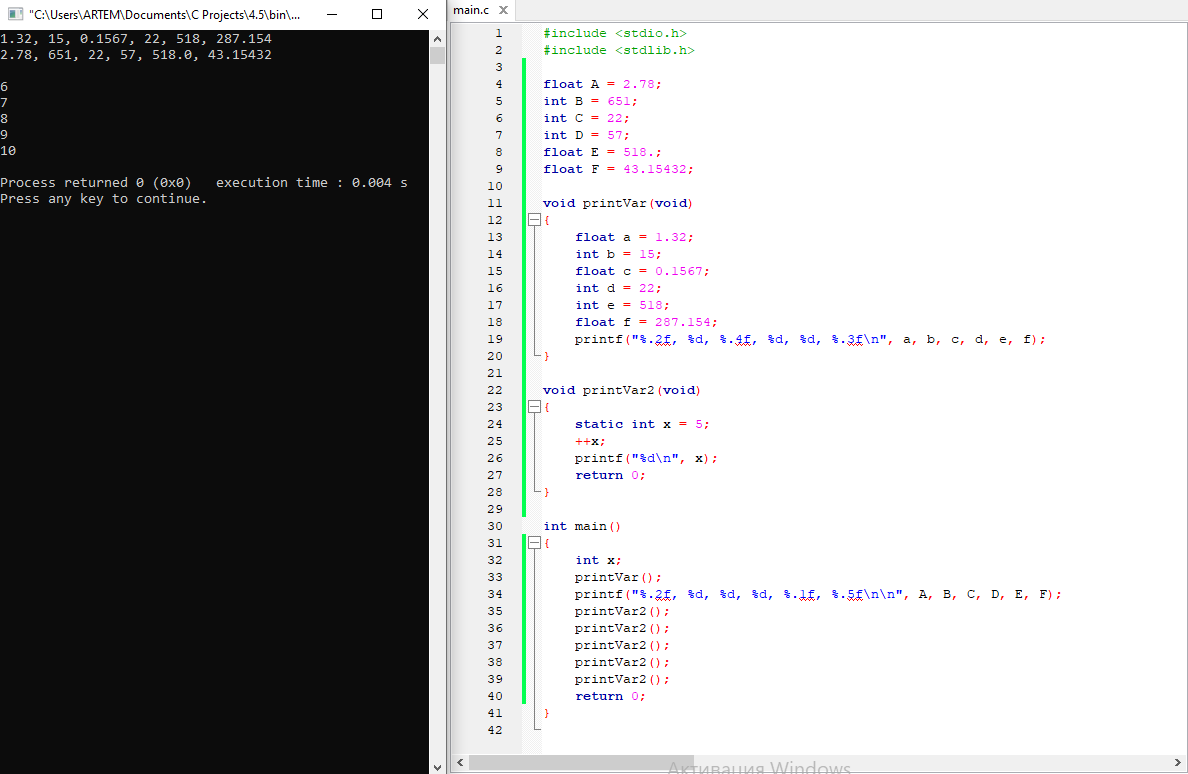 "C:\Users\ARTEM\Documents\C Projects\4.5\bin\...
1.32, 15, 0.1567, 22, 518, 287.154
2.78, 651, 22, 57, 518.0, 43.15432
6
7
8
9
10
Process returned 0 (0x0)   execution time : 0.004 s
Press any key to continue.
main.c
1 #include <stdio.h>
2 #include <stdlib.h>
3
4 float A = 2.78;
5 int B = 651;
6 int C = 22;
7 int D = 57;
8 float E = 518.;
9 float F = 43.15432;
10
11 void printVar(void)
12 {
13     float a = 1.32;
14     int b = 15;
15     float c = 0.1567;
16     int d = 22;
17     int e = 518;
18     float f = 287.154;
19     printf("%.2f, %d, %.4f, %d, %d, %.3f\n", a, b, c, d, e, f);
20 }
21
22 void printVar2(void)
23 {
24     static int x = 5;
25     ++x;
26     printf("%d\n", x);
27     return 0;
28 }
29
30 int main()
31 {
32     int x;
33     printVar();
34     printf("%.2f, %d, %d, %d, %.1f, %.5f\n\n", A, B, C, D, E, F);
35     printVar2();
36     printVar2();
37     printVar2();
38     printVar2();
39     printVar2();
40     return 0;
41 }
42
Активация Windows